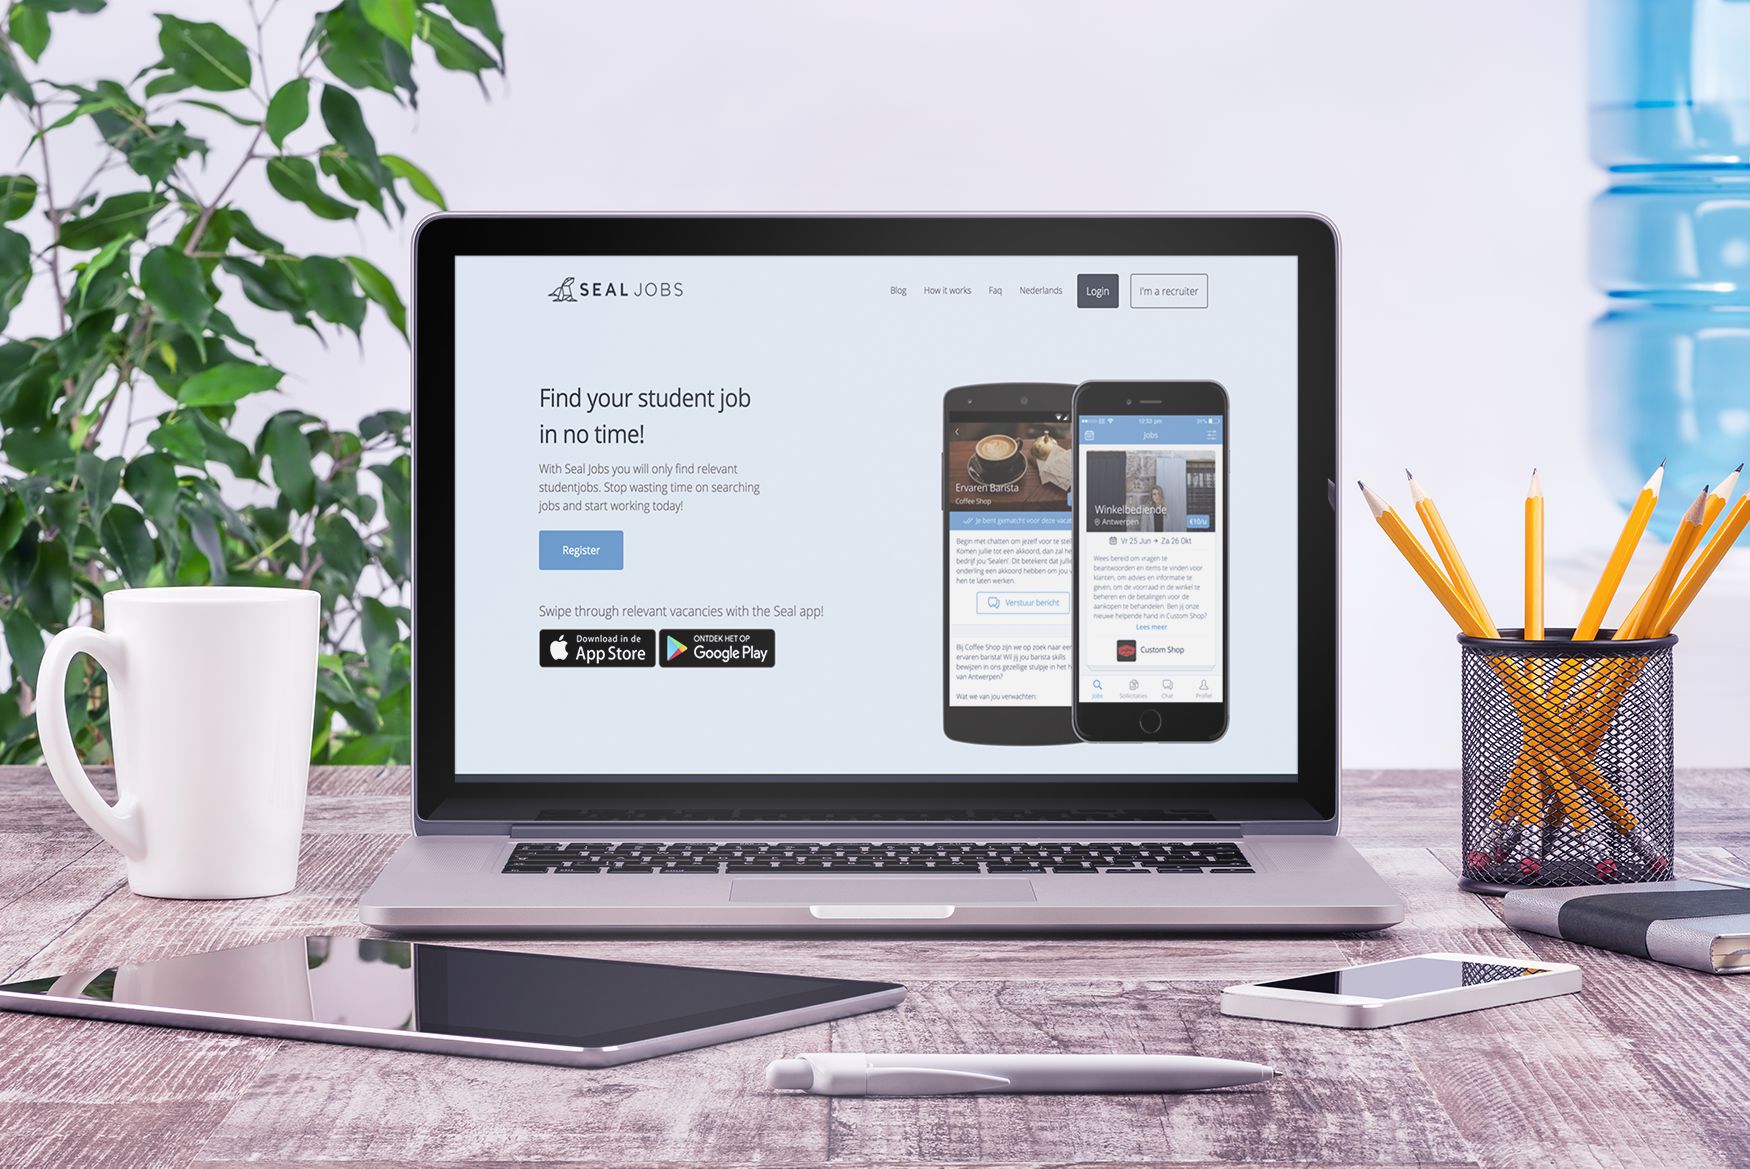 SEAL JOBS
Blog How it works Faq Nederlands Login I'm a recruiter
Find your student job
in no time!
With Seal Jobs you will only find relevant
studentjobs. Stop wasting time on searching
jobs and start working today!
Register
Swipe through relevant vacancies with the Seal app!
Download in de
App Store
ONTDEK HET OP
Google Play
Ervaren Barista
Coffee Shop
Je bent gematcht voor deze vacat
Begin met chatten om jezelf voor te stel
Komen jullie tot een akkoord, dan zal he
bedrijf jou 'Sealen'. Dit betekent dat jullie
onderling een akkoord hebben om jou v
hen te laten werken.
Verstuur bericht
Bij Coffee Shop zijn we op zoek naar een
ervaren barista! Wil jij jou barista skills
bewijzen in ons gezellige stulpje in het
van Antwerpen?
Wat we van jou verwachten:
12:53 pm 31%
Jobs
Winkelbediende
Antwerpen €10/u
Vr 25 Jun → Za 26 Okt
Wees bereid om vragen te
beantwoorden en items te vinden voor
klanten, om advies en informatie te
geven, om de voorraad in de winkel te
beheren en de betalingen voor de
aankopen te behandelen. Ben jij onze
nieuwe helpende hand in Custom Shop?
Lees meer
Custom Shop
Jobs Sollicitaties Chat Profiel